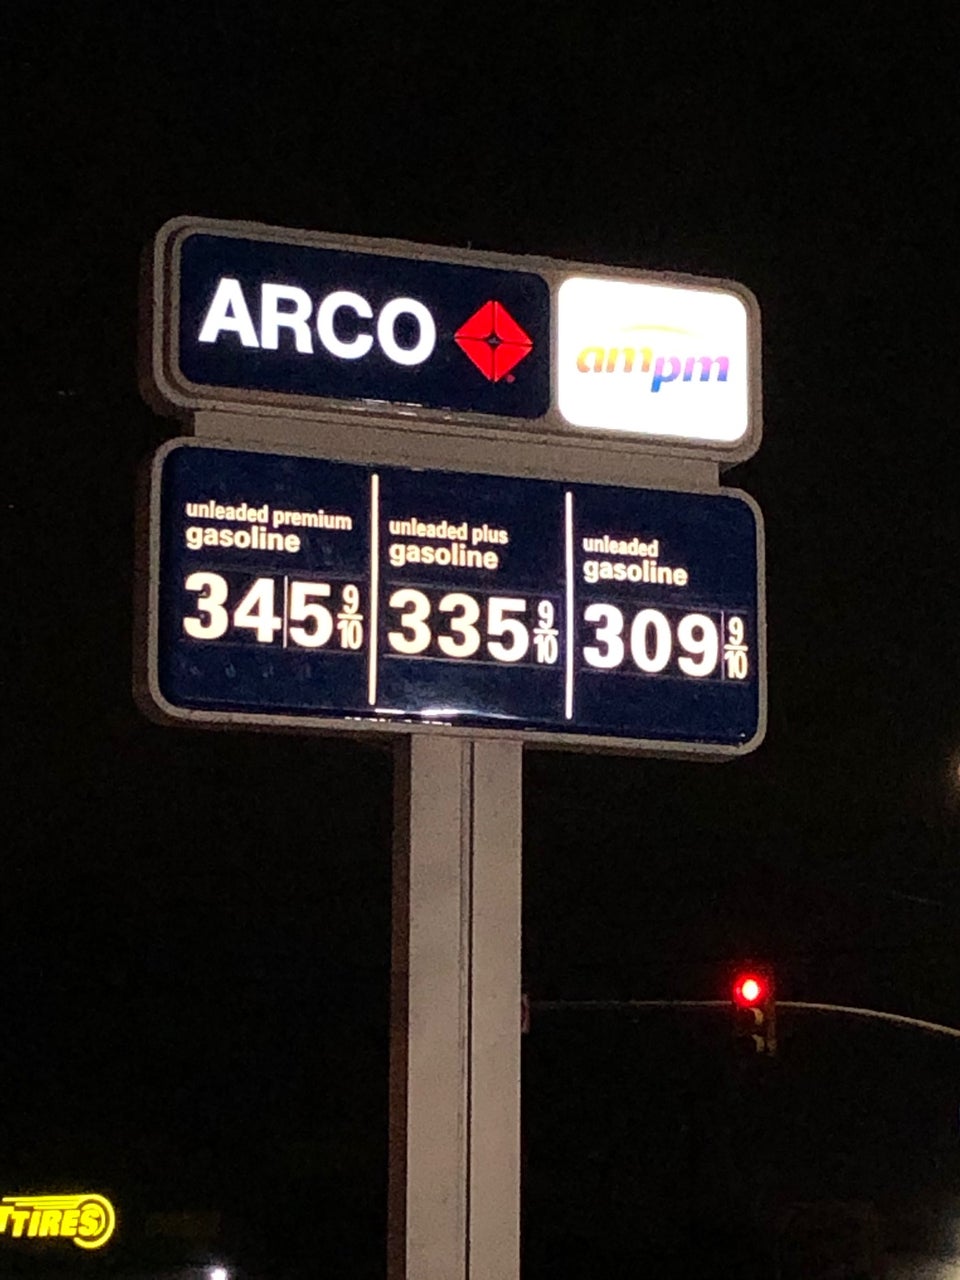 ARCO
ampm
unleaded premium
gasoline
345 9/10
unleaded plus
gasoline
335 9/10
unleaded
gasoline
309 9/10
TIRES